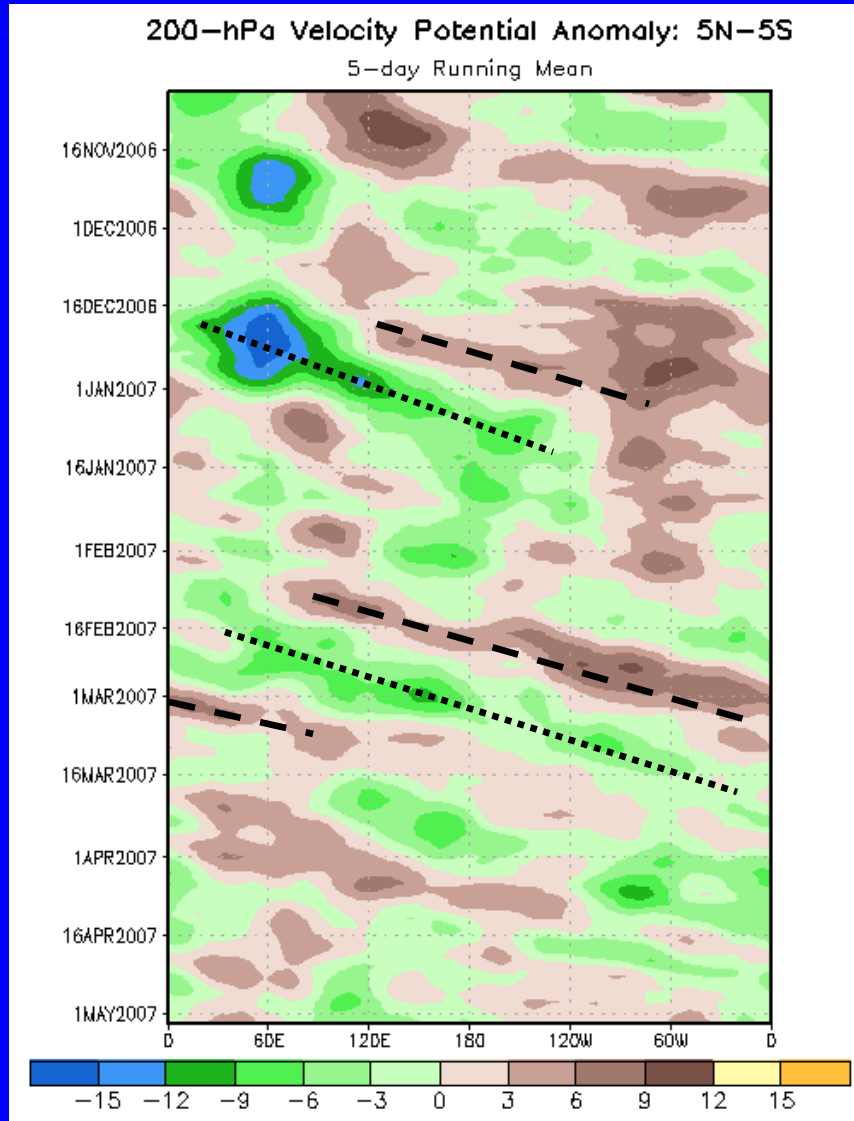 200-hPa Velocity Potential Anomaly: 5N-5S
5-day Running Mean
16NOV2006
1DEC2006
16DEC2006
1JAN2007
16JAN2007
1FEB2007
16FEB2007
1MAR2007
16MAR2007
1APR2007
16APR2007
1MAY2007
0 60E 120E 180 120W 60W 0
-15 -12 -9 -6 -3 0 3 6 9 12 15